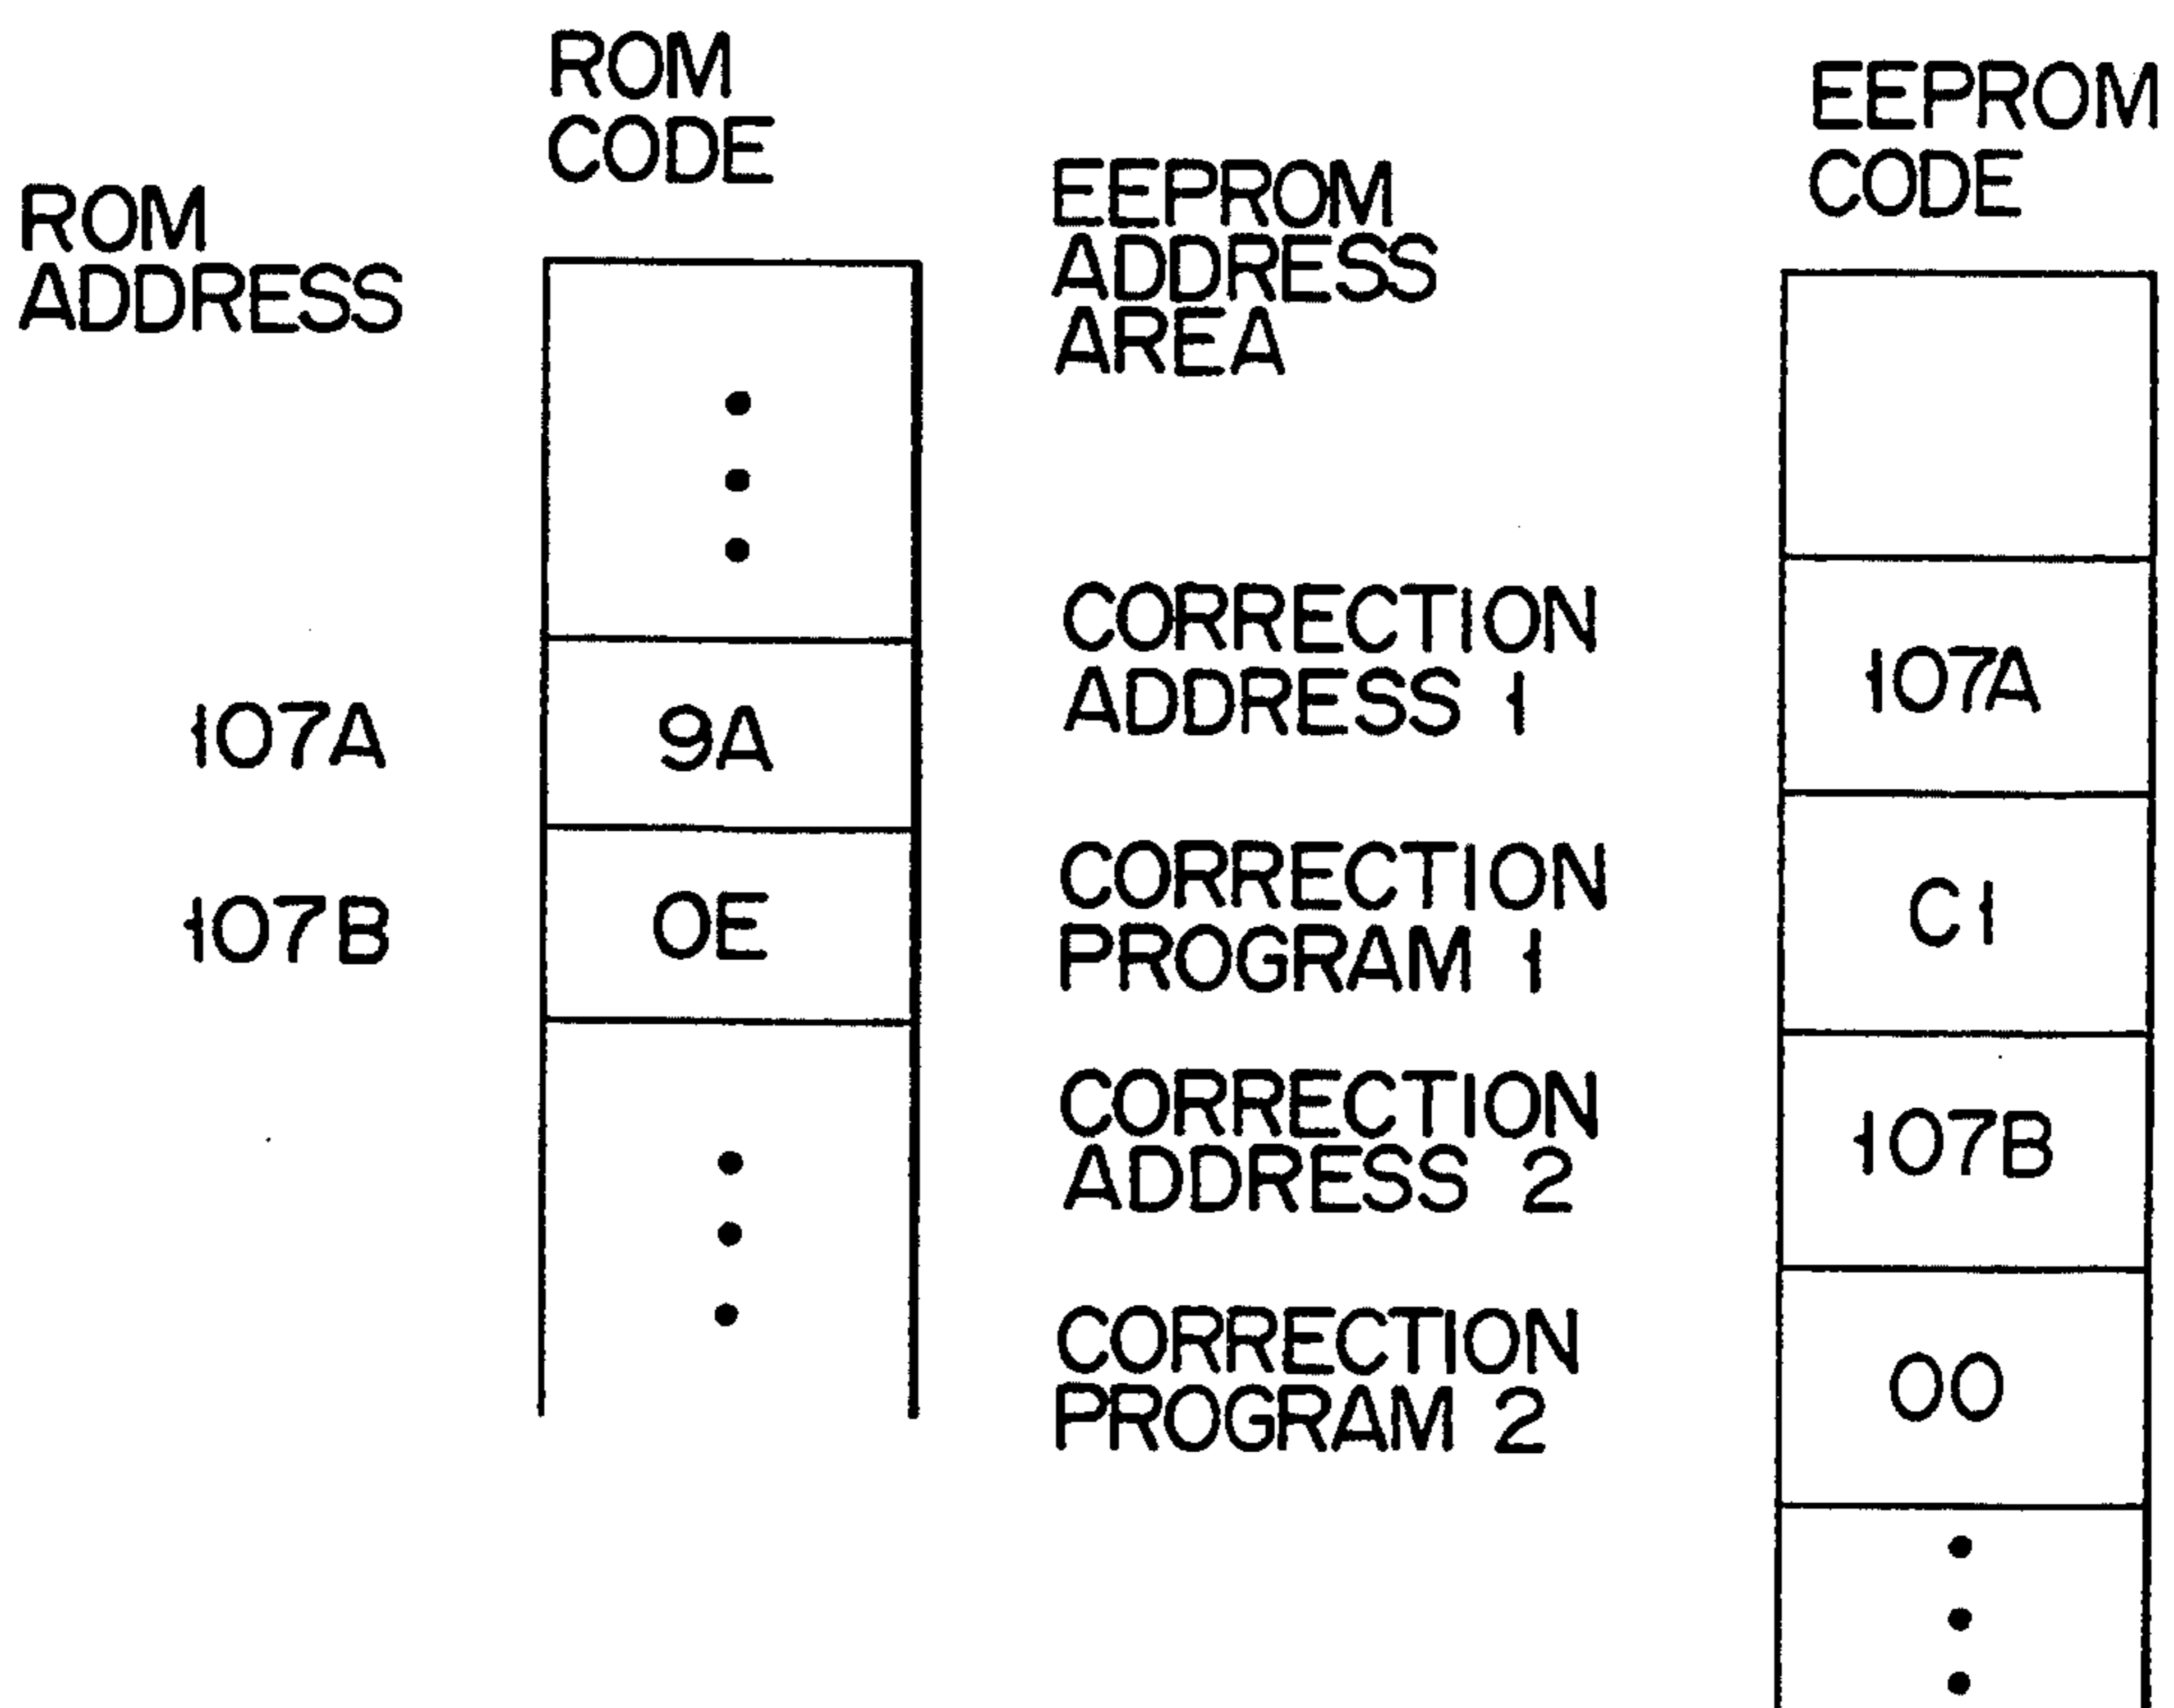 ROM
CODE
ROM
ADDRESS
107A
9A
107B
0E
EEPROM
ADDRESS
AREA
EEPROM
CODE
CORRECTION
ADDRESS 1
107A
CORRECTION
PROGRAM 1
C1
CORRECTION
ADDRESS 2
107B
CORRECTION
PROGRAM 2
00